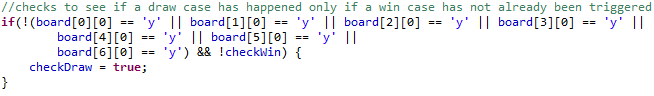 //checks to see if a draw case has happened only if a win case has not already been triggered
if(!(board[0][0] == 'y' || board[1][0] == 'y' || board[2][0] == 'y' || board[3][0] == 'y' ||
board[4][0] == 'y' || board[5][0] == 'y' ||
board[6][0] == 'y') && !checkWin) {
checkDraw = true;
}